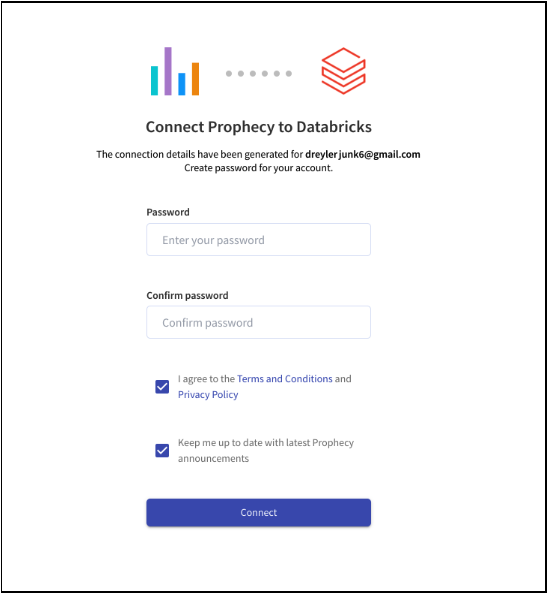 Connect Prophecy to Databricks
The connection details have been generated for dreylerjunk6@gmail.com
Create password for your account.
Password
Enter your password
Confirm password
Confirm password
I agree to the Terms and Conditions and
Privacy Policy
Keep me up to date with latest Prophecy
announcements
Connect